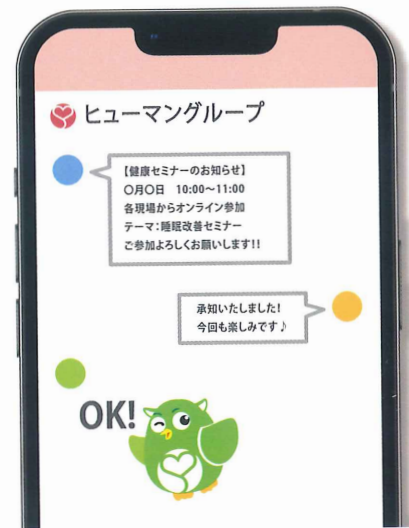 ヒューマングループ
【健康セミナーのお知らせ】
〇月〇日 10:00～11:00
各現場からオンライン参加
テーマ：睡眠改善セミナー
ご参加よろしくお願いします!!
承知いたしました!
今回も楽しみです♪
OK!